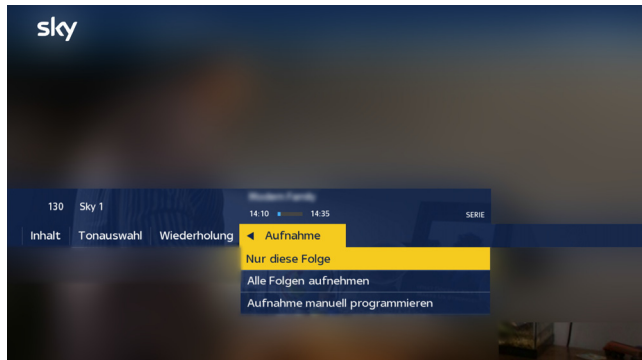 sky
130 Sky 1
14:10 14:35 SERIE
Inhalt Tonauswahl Wiederholung Aufnahme
Nur diese Folge
Alle Folgen aufnehmen
Aufnahme manuell programmieren